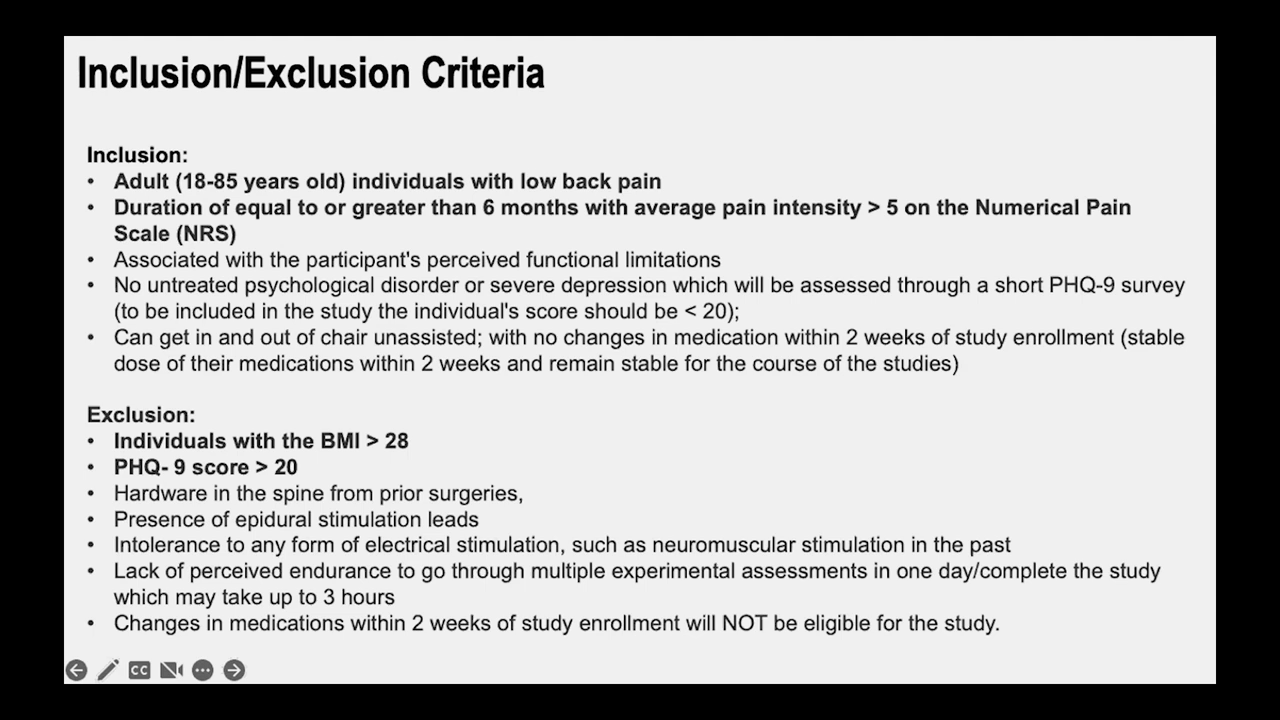 Inclusion/Exclusion Criteria
Inclusion:
• Adult (18-85 years old) individuals with low back pain
• Duration of equal to or greater than 6 months with average pain intensity > 5 on the Numerical Pain
Scale (NRS)
• Associated with the participant's perceived functional limitations
• No untreated psychological disorder or severe depression which will be assessed through a short PHQ-9 survey
(to be included in the study the individual's score should be < 20);
• Can get in and out of chair unassisted; with no changes in medication within 2 weeks of study enrollment (stable
dose of their medications within 2 weeks and remain stable for the course of the studies)
Exclusion:
• Individuals with the BMI > 28
• PHQ- 9 score > 20
• Hardware in the spine from prior surgeries,
• Presence of epidural stimulation leads
• Intolerance to any form of electrical stimulation, such as neuromuscular stimulation in the past
• Lack of perceived endurance to go through multiple experimental assessments in one day/complete the study
which may take up to 3 hours
• Changes in medications within 2 weeks of study enrollment will NOT be eligible for the study.
CC